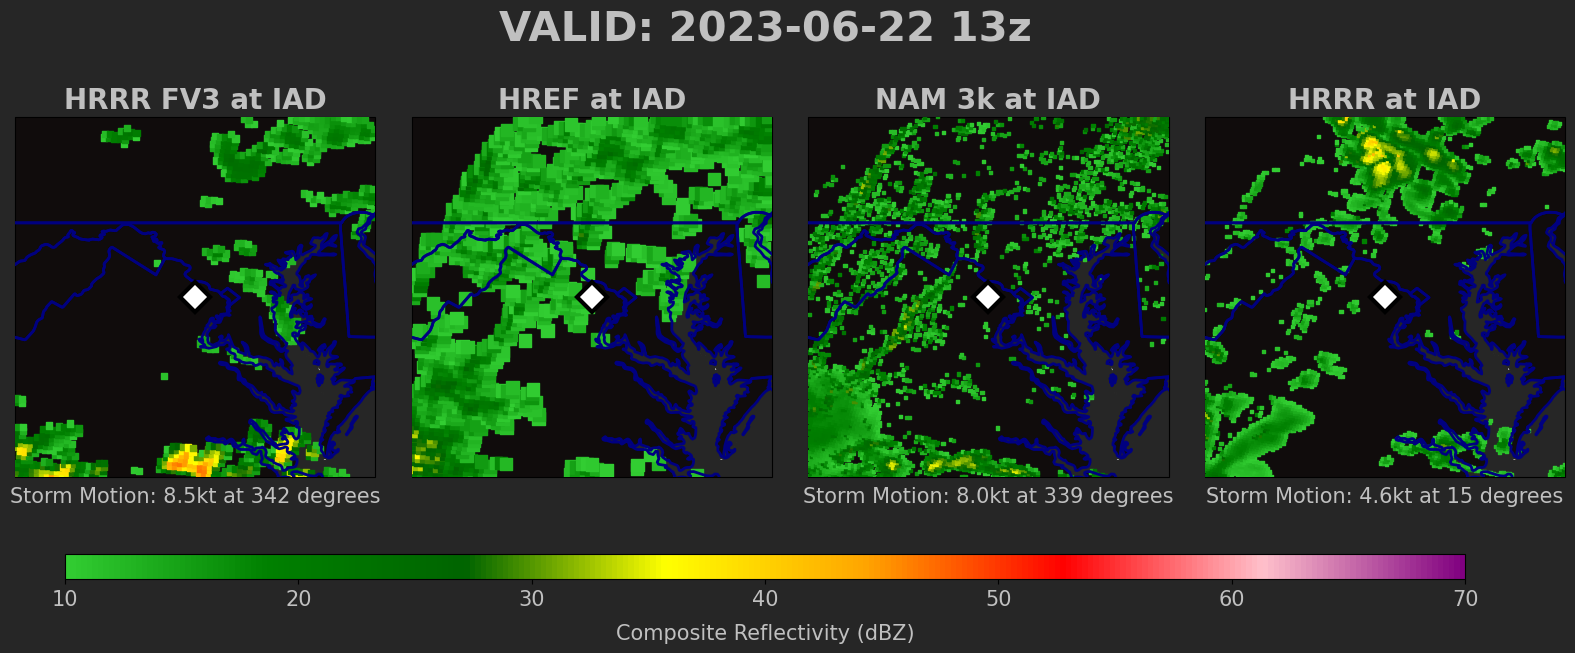 VALID: 2023-06-22 13z
HRRR FV3 at IAD
HREF at IAD
NAM 3k at IAD
HRRR at IAD
Storm Motion: 8.5kt at 342 degrees
Storm Motion: 8.0kt at 339 degrees
Storm Motion: 4.6kt at 15 degrees
10 20 30 40 50 60 70
Composite Reflectivity (dBZ)